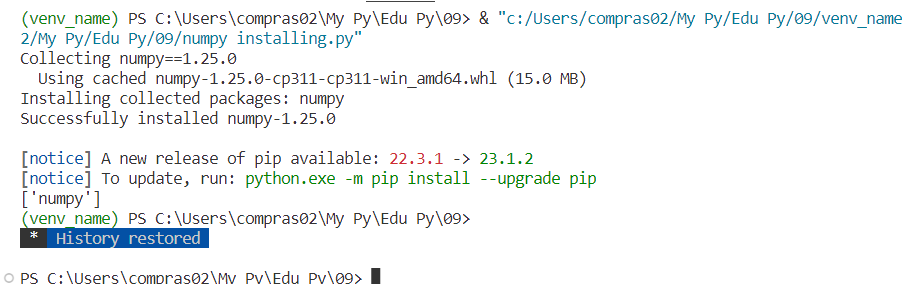 (venv_name) PS C:\Users\compras02\My Py\Edu Py\09> & "c:/Users/compras02/My Py/Edu Py/09/venv_name
2/My Py/Edu Py/09/numpy installing.py"
Collecting numpy==1.25.0
  Using cached numpy-1.25.0-cp311-cp311-win_amd64.whl (15.0 MB)
Installing collected packages: numpy
Successfully installed numpy-1.25.0
[notice] A new release of pip available: 22.3.1 -> 23.1.2
[notice] To update, run: python.exe -m pip install --upgrade pip
['numpy']
(venv_name) PS C:\Users\compras02\My Py\Edu Py\09>
* History restored
PS C:\Users\compras02\My Py\Edu Py\09>